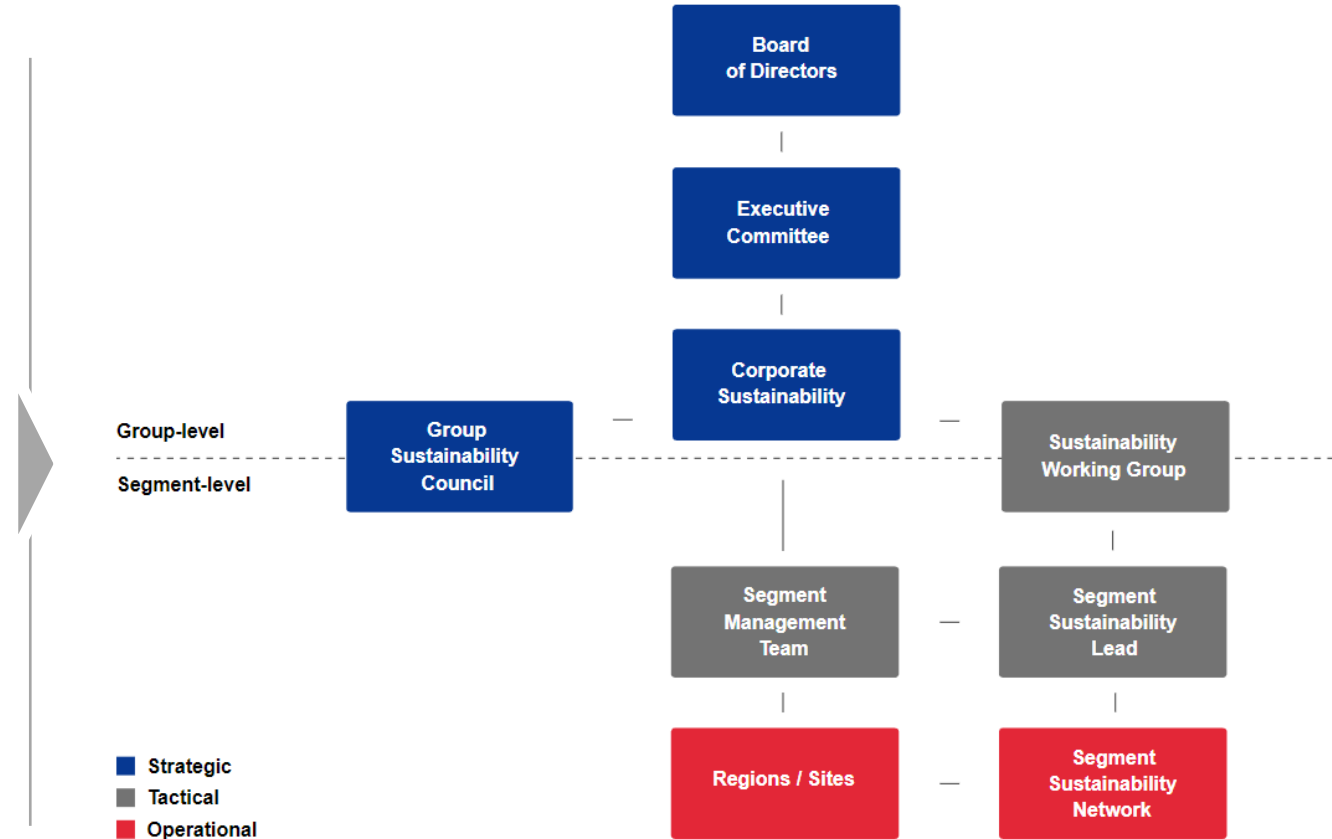 Board
of Directors
Executive
Committee
Corporate
Sustainability
Group-level
Segment-level
Group
Sustainability
Council
Sustainability
Working Group
Segment
Management
Team
Segment
Sustainability
Lead
Regions / Sites
Segment
Sustainability
Network
Strategic
Tactical
Operational